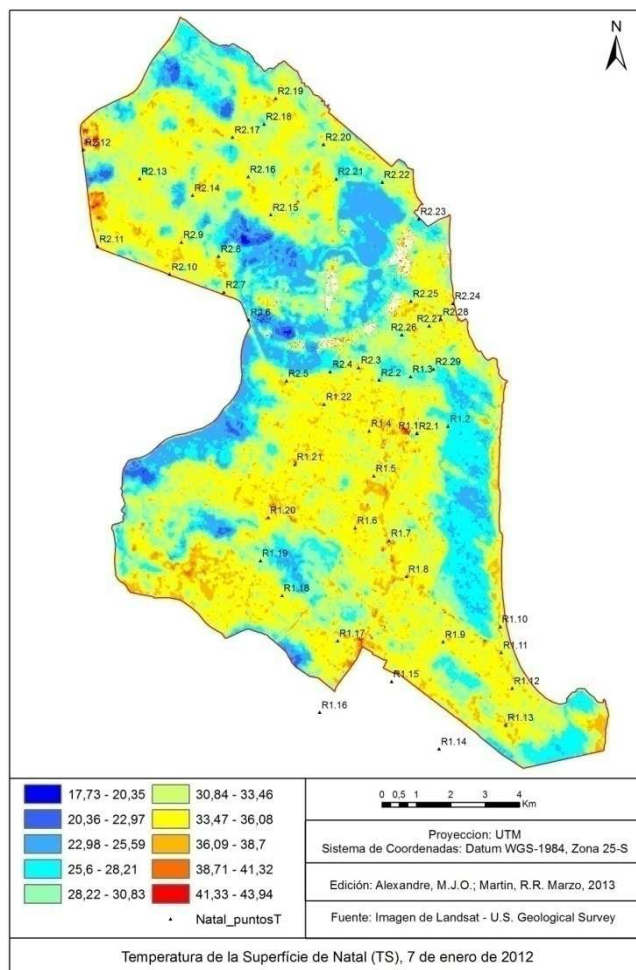 N
R2.19
R2.18
R2.17
R2.20
R2.12
R2.13
R2.16
R2.21
R2.22
R2.14
R2.15
R2.23
R2.11
R2.9
R2.8
R2.10
R2.7
R2.25
R2.24
R2.6
R2.27
R2.28
R2.26
R2.5
R2.4
R2.3
R2.2
R1.3
R2.29
R1.22
R1.4
R1.1
R2.1
R1.2
R1.21
R1.5
R1.20
R1.6
R1.7
R1.19
R1.8
R1.18
R1.17
R1.9
R1.10
R1.11
R1.15
R1.12
R1.16
R1.13
R1.14
17,73 - 20,35
20,36 - 22,97
22,98 - 25,59
25,6 - 28,21
28,22 - 30,83
30,84 - 33,46
33,47 - 36,08
36,09 - 38,7
38,71 - 41,32
41,33 - 43,94
Natal_puntosT
0 0,5 1 2 3 4
Km
Proyeccion: UTM
Sistema de Coordenadas: Datum WGS-1984, Zona 25-S
Edición: Alexandre, M.J.O.; Martin, R.R. Marzo, 2013
Fuente: Imagen de Landsat - U.S. Geological Survey
Temperatura de la Superfície de Natal (TS), 7 de enero de 2012